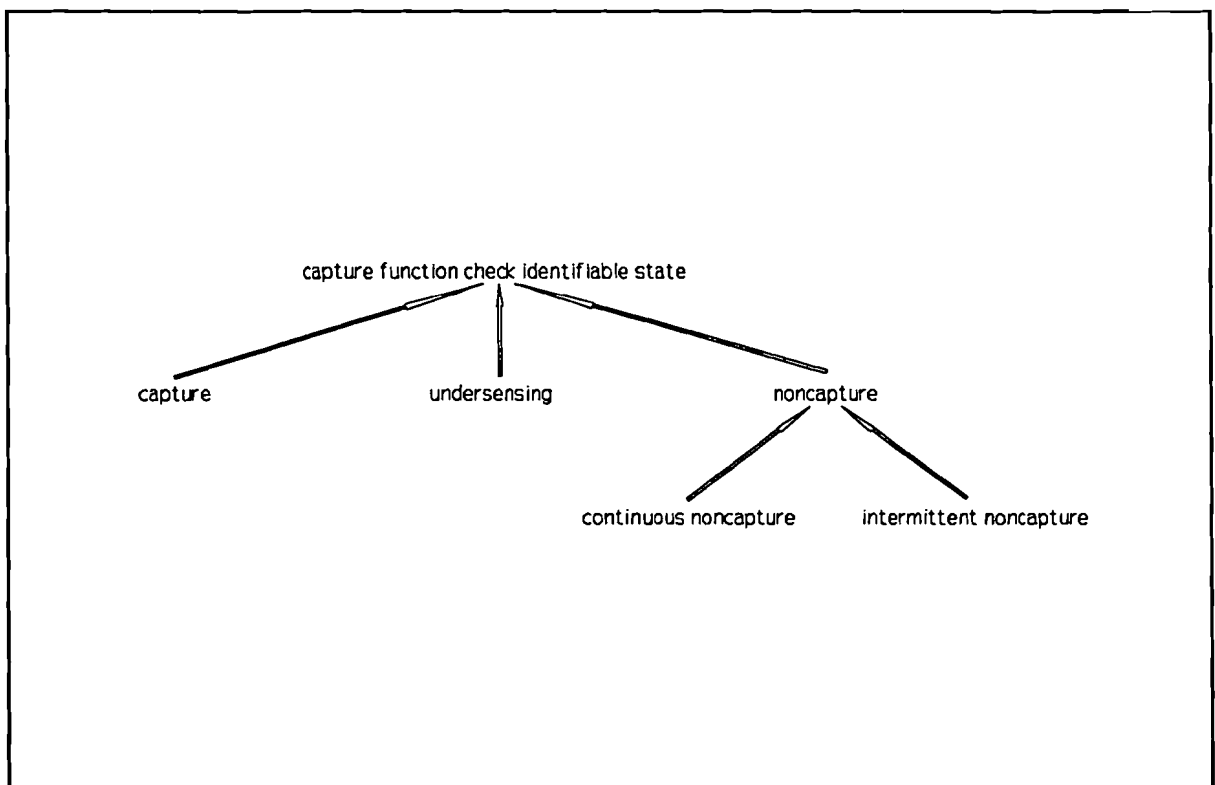 capture function check identifiable state
capture
undersensing
noncapture
continuous noncapture
intermittent noncapture